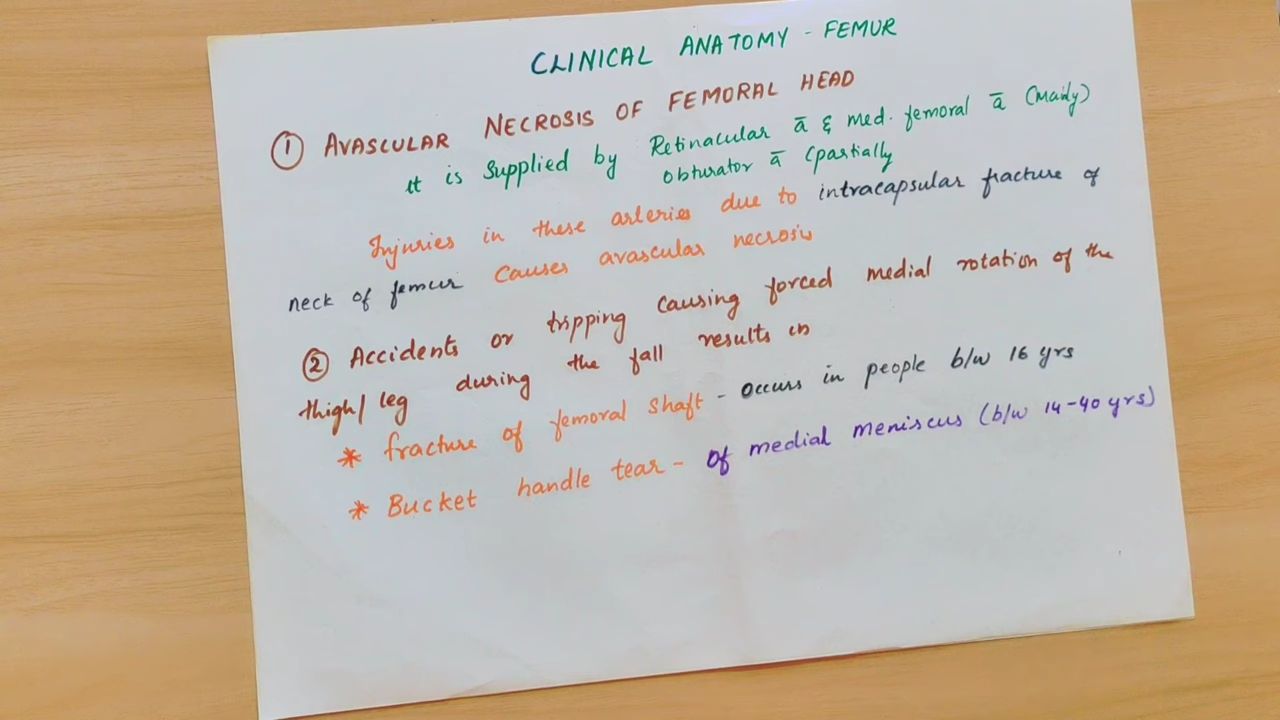 CLINICAL ANATOMY - FEMUR
① AVASCULAR NECROSIS OF FEMORAL HEAD
It is supplied by Retinacular ā & med. femoral ā (Mainly)
obturator ā (partially
Injuries in these arteries due to intracapsular fracture of
neck of femur causes avascular necrosis
② Accidents or tripping causing forced medial rotation of the
thigh/leg during the fall results in
* fracture of femoral shaft - occurs in people b/w 16 yrs
* Bucket handle tear - of medial meniscus (b/w 14-40 yrs)